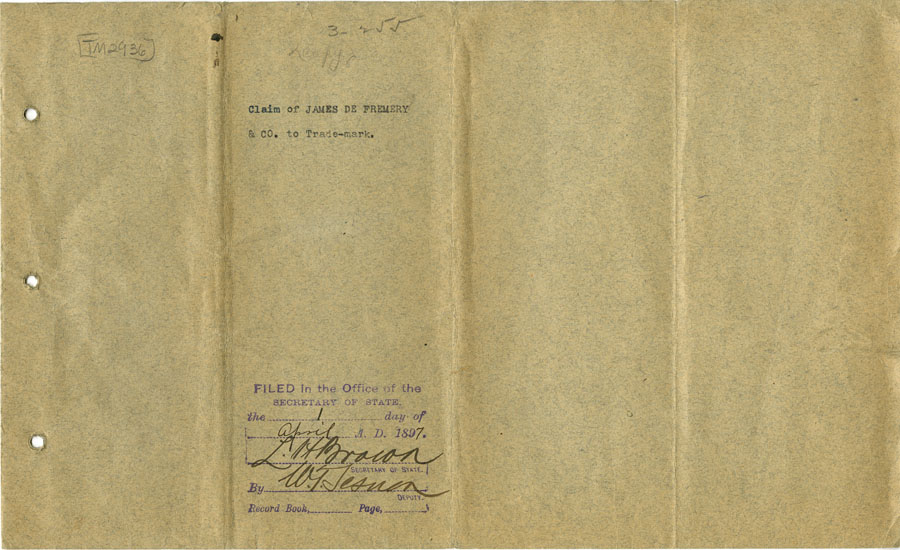 [TM2936]
3-255
Claim of JAMES DE FREMERY
& CO. to Trade-mark.
FILED In the Office of the
SECRETARY OF STATE,
the 1 day of
April A. D. 1897.
L. H. Brown
SECRETARY OF STATE.
By W. T.
DEPUTY.
Record Book, Page,